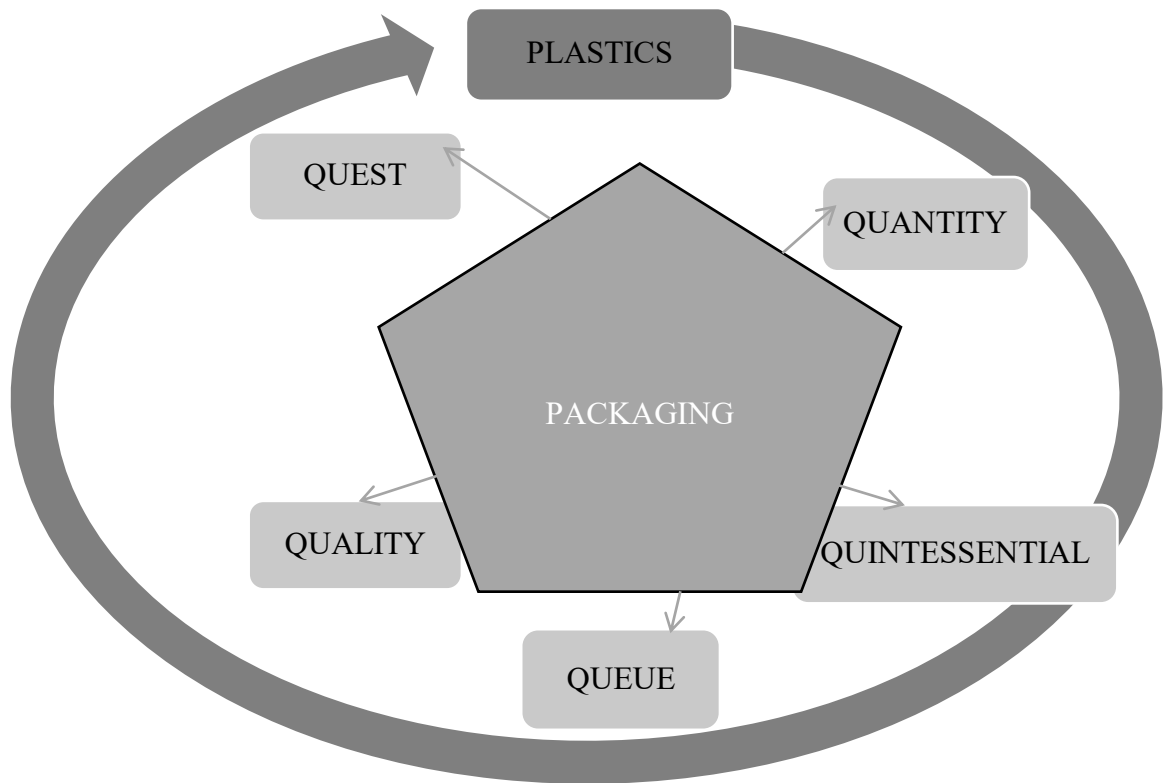 PLASTICS
QUEST
QUANTITY
PACKAGING
QUALITY
QUINTESSENTIAL
QUEUE